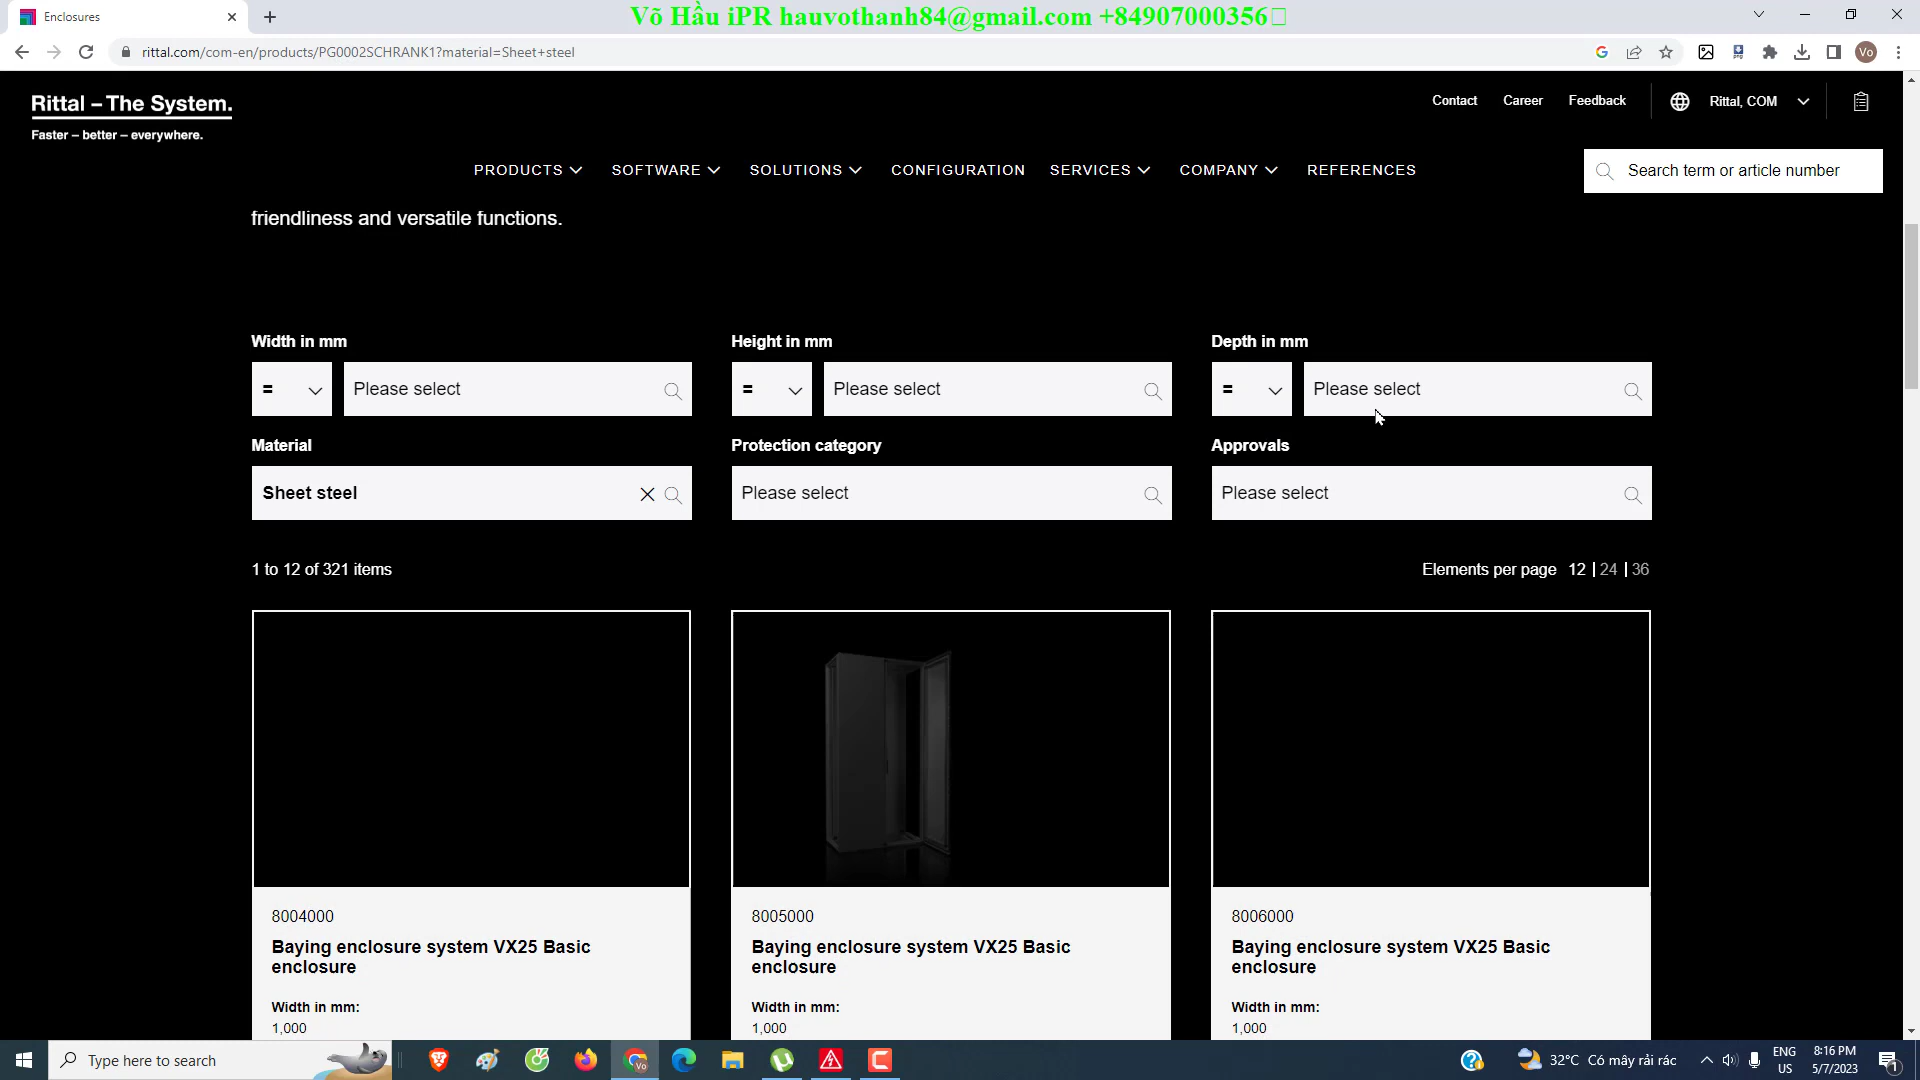 Enclosures
Võ Hầu iPR hauvothanh84@gmail.com +84907000356
rittal.com/com-en/products/PG0002SCHRANK1?material=Sheet+steel
Vo
Rittal – The System.
Faster – better – everywhere.
Contact Career Feedback Rittal, COM
PRODUCTS SOFTWARE SOLUTIONS CONFIGURATION SERVICES COMPANY REFERENCES
Search term or article number
friendliness and versatile functions.
Width in mm Height in mm Depth in mm
= Please select = Please select = Please select
Material Protection category Approvals
Sheet steel Please select Please select
1 to 12 of 321 items
Elements per page 12 | 24 | 36
8004000
Baying enclosure system VX25 Basic
enclosure
Width in mm:
1,000
8005000
Baying enclosure system VX25 Basic
enclosure
Width in mm:
1,000
8006000
Baying enclosure system VX25 Basic
enclosure
Width in mm:
1,000
Type here to search
32°C Có mây rải rác
ENG
US
8:16 PM
5/7/2023
1